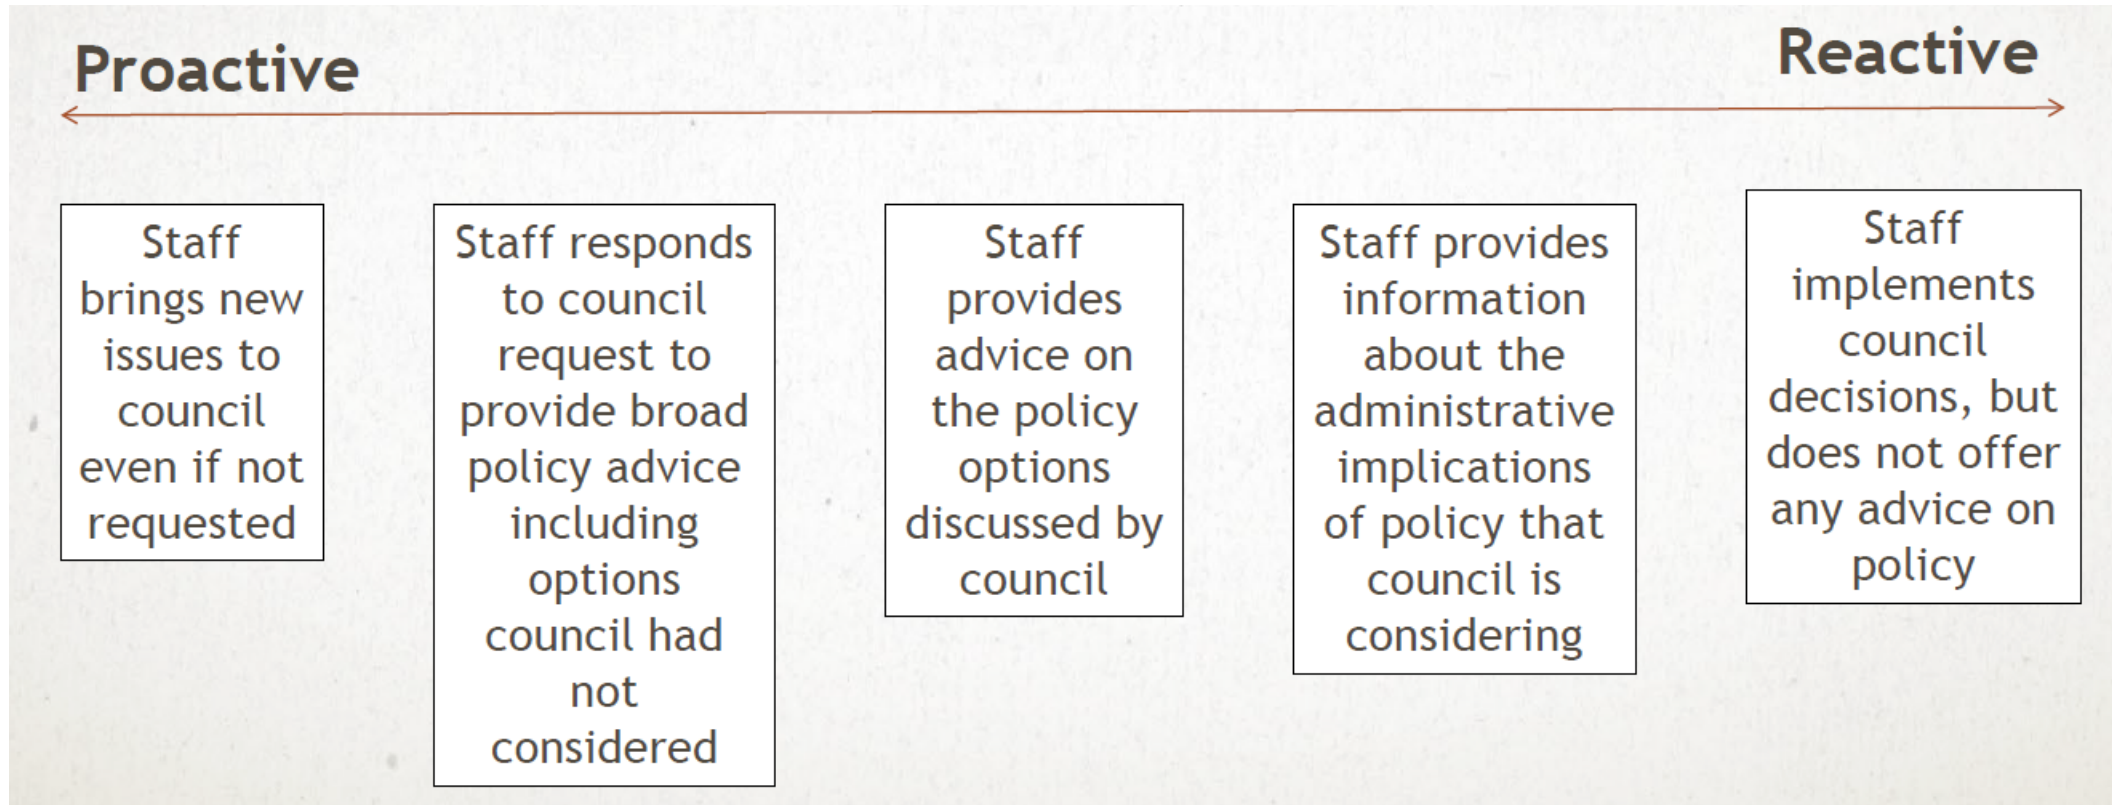 Proactive
Reactive
Staff
brings new
issues to
council
even if not
requested
Staff responds
to council
request to
provide broad
policy advice
including
options
council had
not
considered
Staff
provides
advice on
the policy
options
discussed by
council
Staff provides
information
about the
administrative
implications
of policy that
council is
considering
Staff
implements
council
decisions, but
does not offer
any advice on
policy